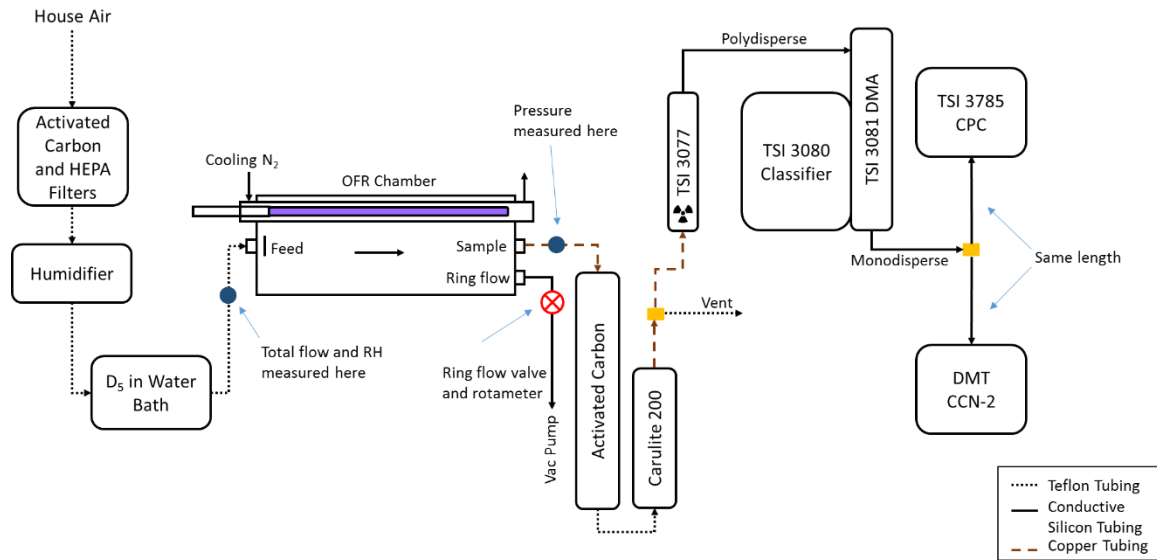 House Air
Activated
Carbon
and HEPA
Filters
Humidifier
D₅ in Water
Bath
Total flow and RH
measured here
Cooling N₂
OFR Chamber
Feed
Sample
Ring flow
Pressure
measured here
Ring flow valve
and rotameter
Vac Pump
Activated Carbon
Carulite 200
Vent
TSI 3077
Polydisperse
TSI 3080
Classifier
TSI 3081 DMA
Monodisperse
TSI 3785
CPC
Same length
DMT
CCN-2
Teflon Tubing
Conductive
Silicon Tubing
Copper Tubing